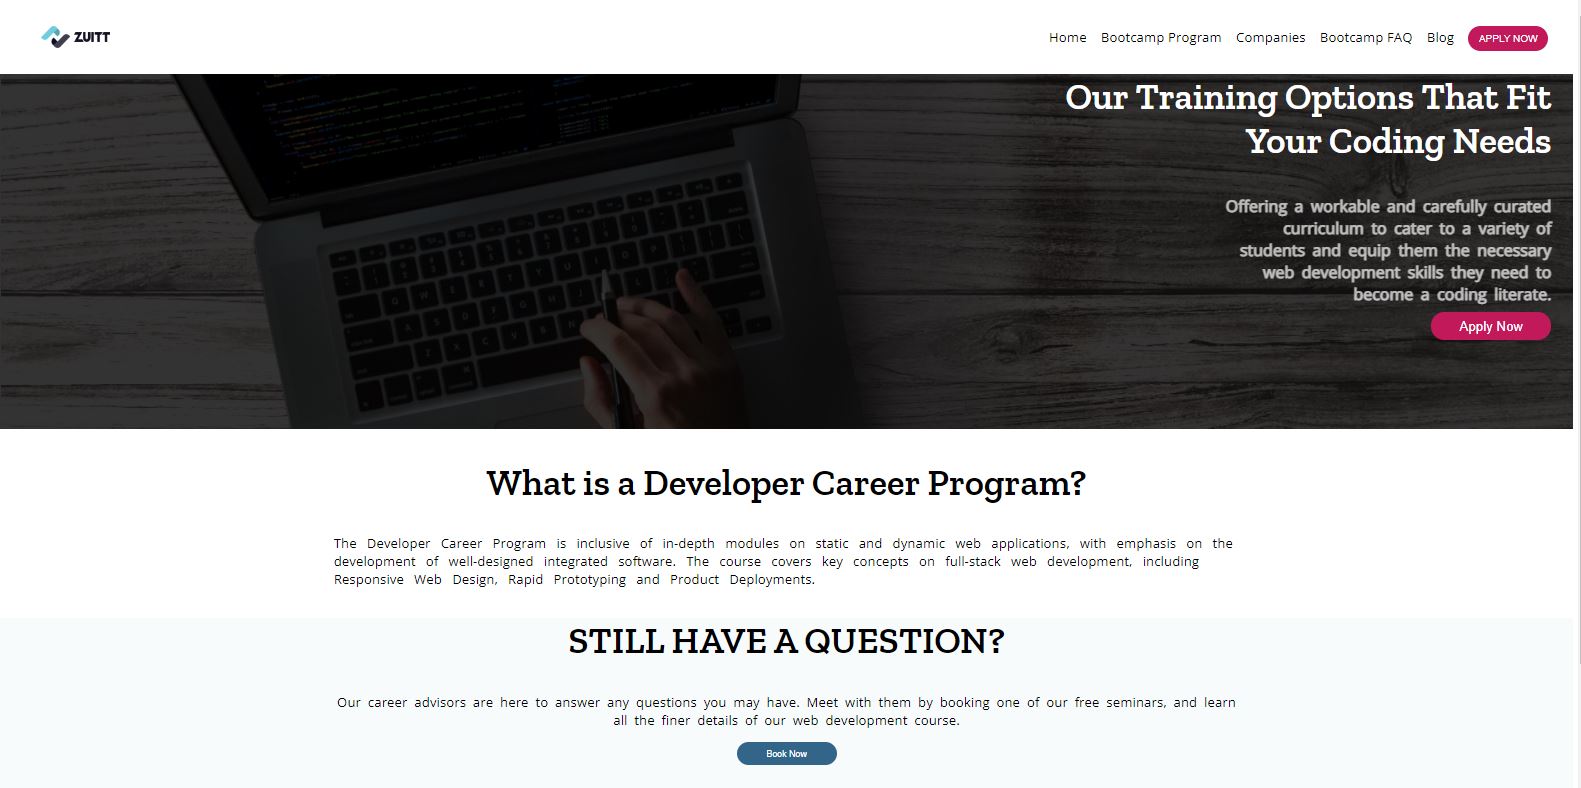 ZUITT
Home Bootcamp Program Companies Bootcamp FAQ Blog APPLY NOW
Our Training Options That Fit
Your Coding Needs
Offering a workable and carefully curated
curriculum to cater to a variety of
students and equip them the necessary
web development skills they need to
become a coding literate.
Apply Now
What is a Developer Career Program?
The Developer Career Program is inclusive of in-depth modules on static and dynamic web applications, with emphasis on the
development of well-designed integrated software. The course covers key concepts on full-stack web development, including
Responsive Web Design, Rapid Prototyping and Product Deployments.
STILL HAVE A QUESTION?
Our career advisors are here to answer any questions you may have. Meet with them by booking one of our free seminars, and learn
all the finer details of our web development course.
Book Now